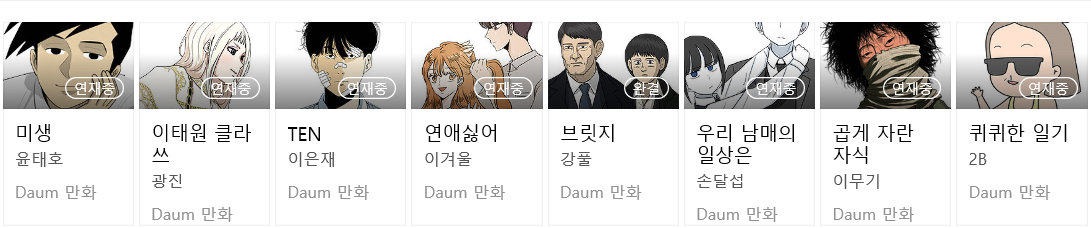 연재중
미생
윤태호
Daum 만화
연재중
이태원 클라
쓰
광진
Daum 만화
연재중
TEN
이은재
Daum 만화
연재중
연애싫어
이겨울
Daum 만화
완결
브릿지
강풀
Daum 만화
연재중
우리 남매의
일상은
손달섭
Daum 만화
연재중
곱게 자란
자식
이무기
Daum 만화
연재중
퀴퀴한 일기
2B
Daum 만화